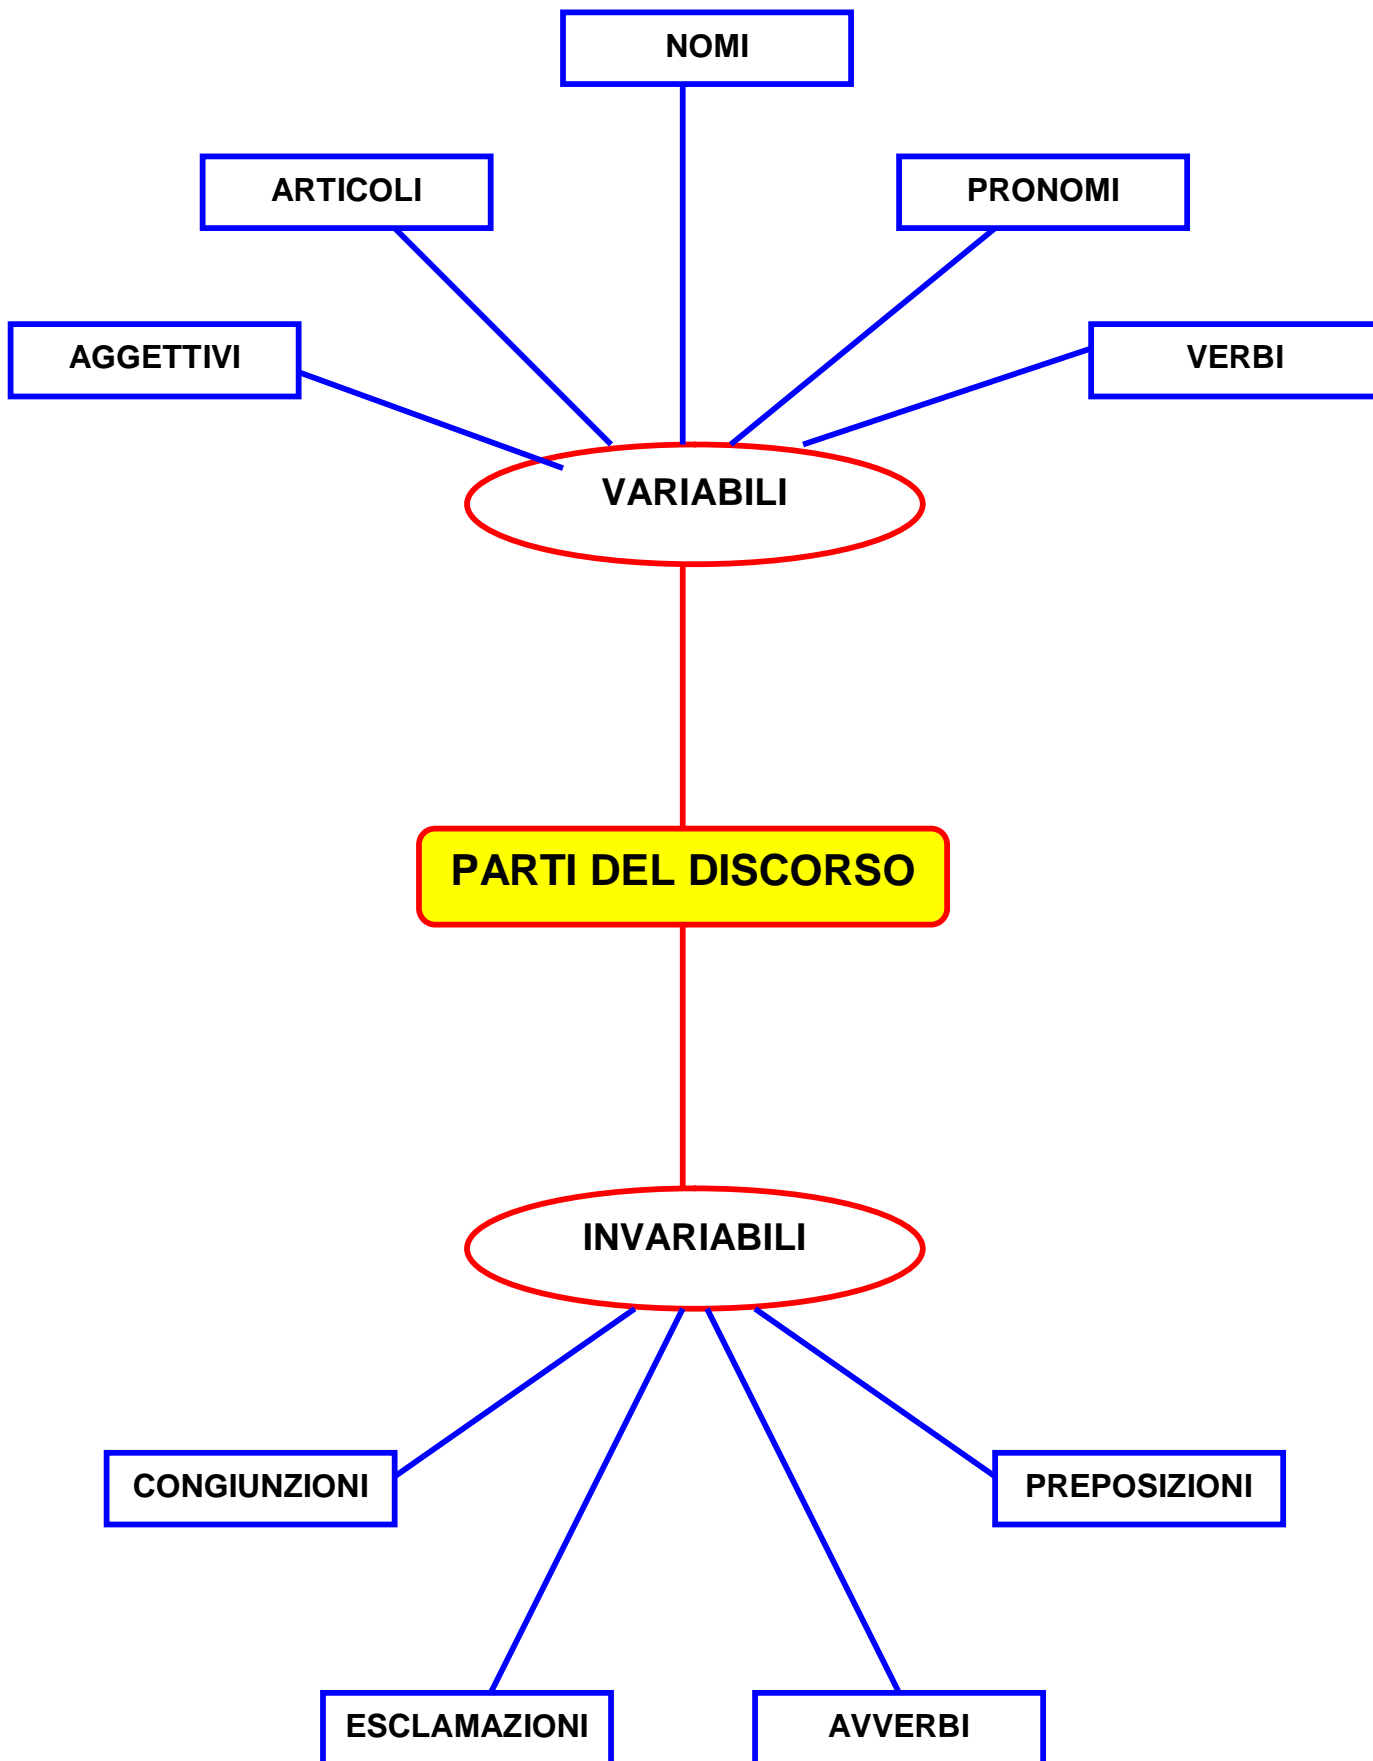 NOMI
ARTICOLI
PRONOMI
AGGETTIVI
VERBI
VARIABILI
PARTI DEL DISCORSO
INVARIABILI
CONGIUNZIONI
PREPOSIZIONI
ESCLAMAZIONI
AVVERBI